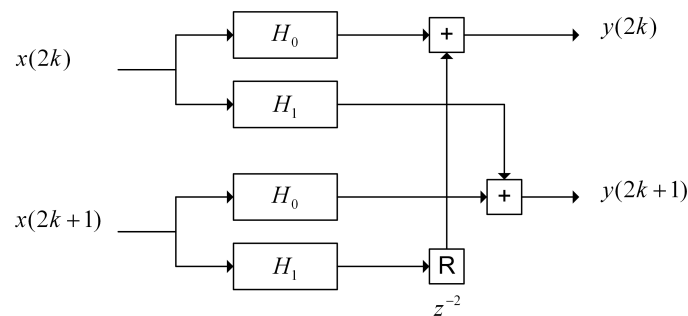 H₀
+
y(2k)
x(2k)
H₁
H₀
+
y(2k+1)
x(2k+1)
H₁
R
z⁻²